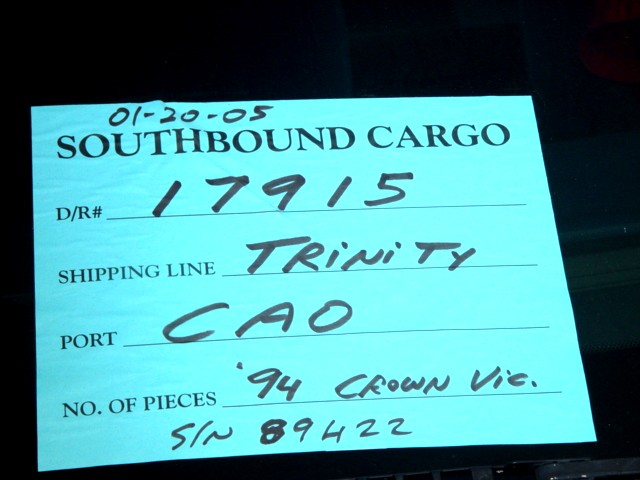 01-20-05
SOUTHBOUND CARGO
D/R# 17915
SHIPPING LINE TRINITY
PORT CAO
NO. OF PIECES '94 CROWN VIC.
S/N 89422